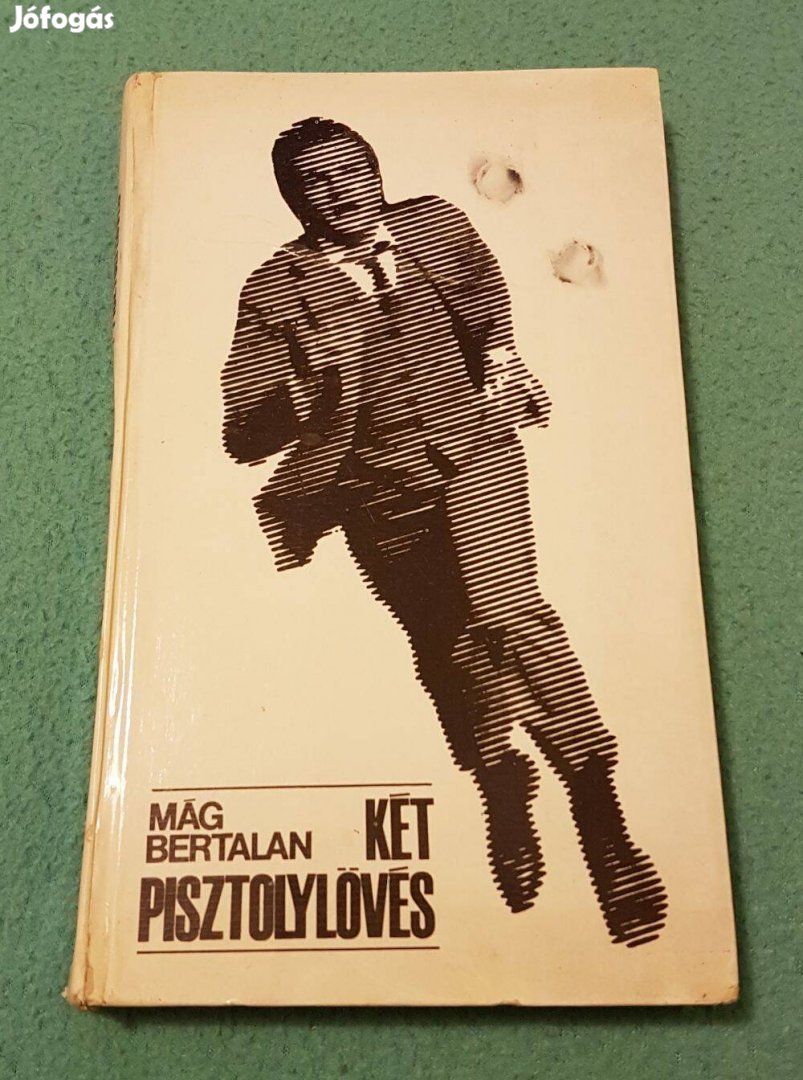 Jófogás
MÁG
BERTALAN KÉT
PISZTOLYLÖVÉS